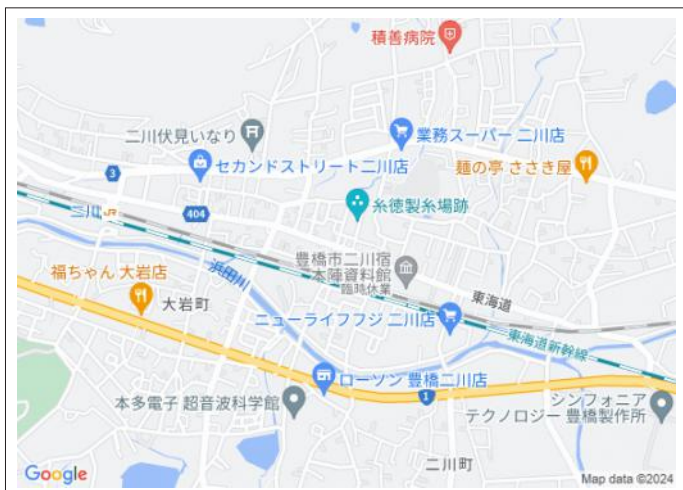 積善病院
二川伏見いなり
業務スーパー 二川店
3
セカンドストリート二川店
麺の亭 ささき屋
404
糸徳製糸場跡
二川
JR
豊橋市二川宿
本陣資料館
臨時休業
福ちゃん 大岩店
浜田川
大岩町
東海道
ニューライフフジ 二川店
東海道新幹線
ローソン 豊橋二川店
本多電子 超音波科学館
1
シンフォニア
テクノロジー 豊橋製作所
二川町
Google
Map data ©2024